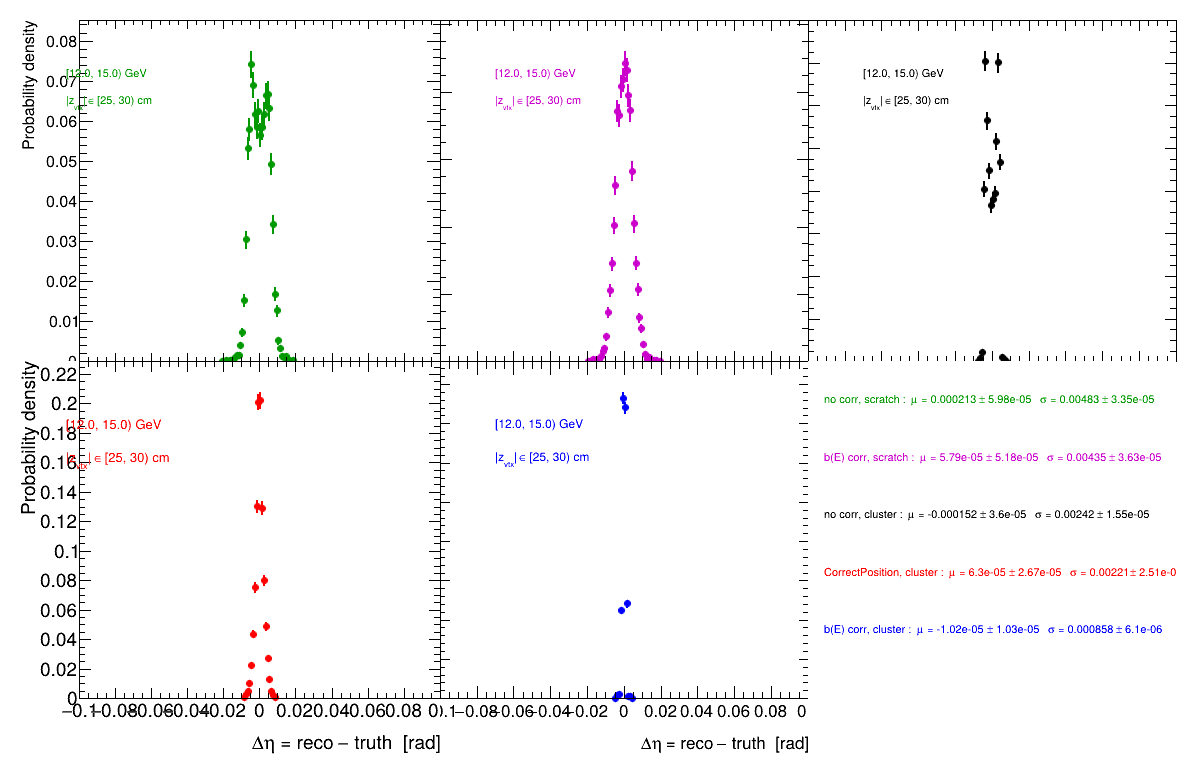 Probability density
0.08
0.07
0.06
0.05
0.04
0.03
0.02
0.01
0
[12.0, 15.0) GeV
|z_vtx| ∈ [25, 30) cm
[12.0, 15.0) GeV
|z_vtx| ∈ [25, 30) cm
[12.0, 15.0) GeV
|z_vtx| ∈ [25, 30) cm
Probability density
0.22
0.2
0.18
0.16
0.14
0.12
0.1
0.08
0.06
0.04
0.02
0
[12.0, 15.0) GeV
|z_vtx| ∈ [25, 30) cm
−0.1 −0.08 −0.06 −0.04 −0.02 0 0.02 0.04 0.06 0.08 0.1
Δη = reco − truth [rad]
[12.0, 15.0) GeV
|z_vtx| ∈ [25, 30) cm
−0.08 −0.06 −0.04 −0.02 0 0.02 0.04 0.06 0.08 0
Δη = reco − truth [rad]
no corr, scratch : μ = 0.000213 ± 5.98e-05 σ = 0.00483 ± 3.35e-05
b(E) corr, scratch : μ = 5.79e-05 ± 5.18e-05 σ = 0.00435 ± 3.63e-05
no corr, cluster : μ = -0.000152 ± 3.6e-05 σ = 0.00242 ± 1.55e-05
CorrectPosition, cluster : μ = 6.3e-05 ± 2.67e-05 σ = 0.00221 ± 2.51e-0
b(E) corr, cluster : μ = -1.02e-05 ± 1.03e-05 σ = 0.000858 ± 6.1e-06